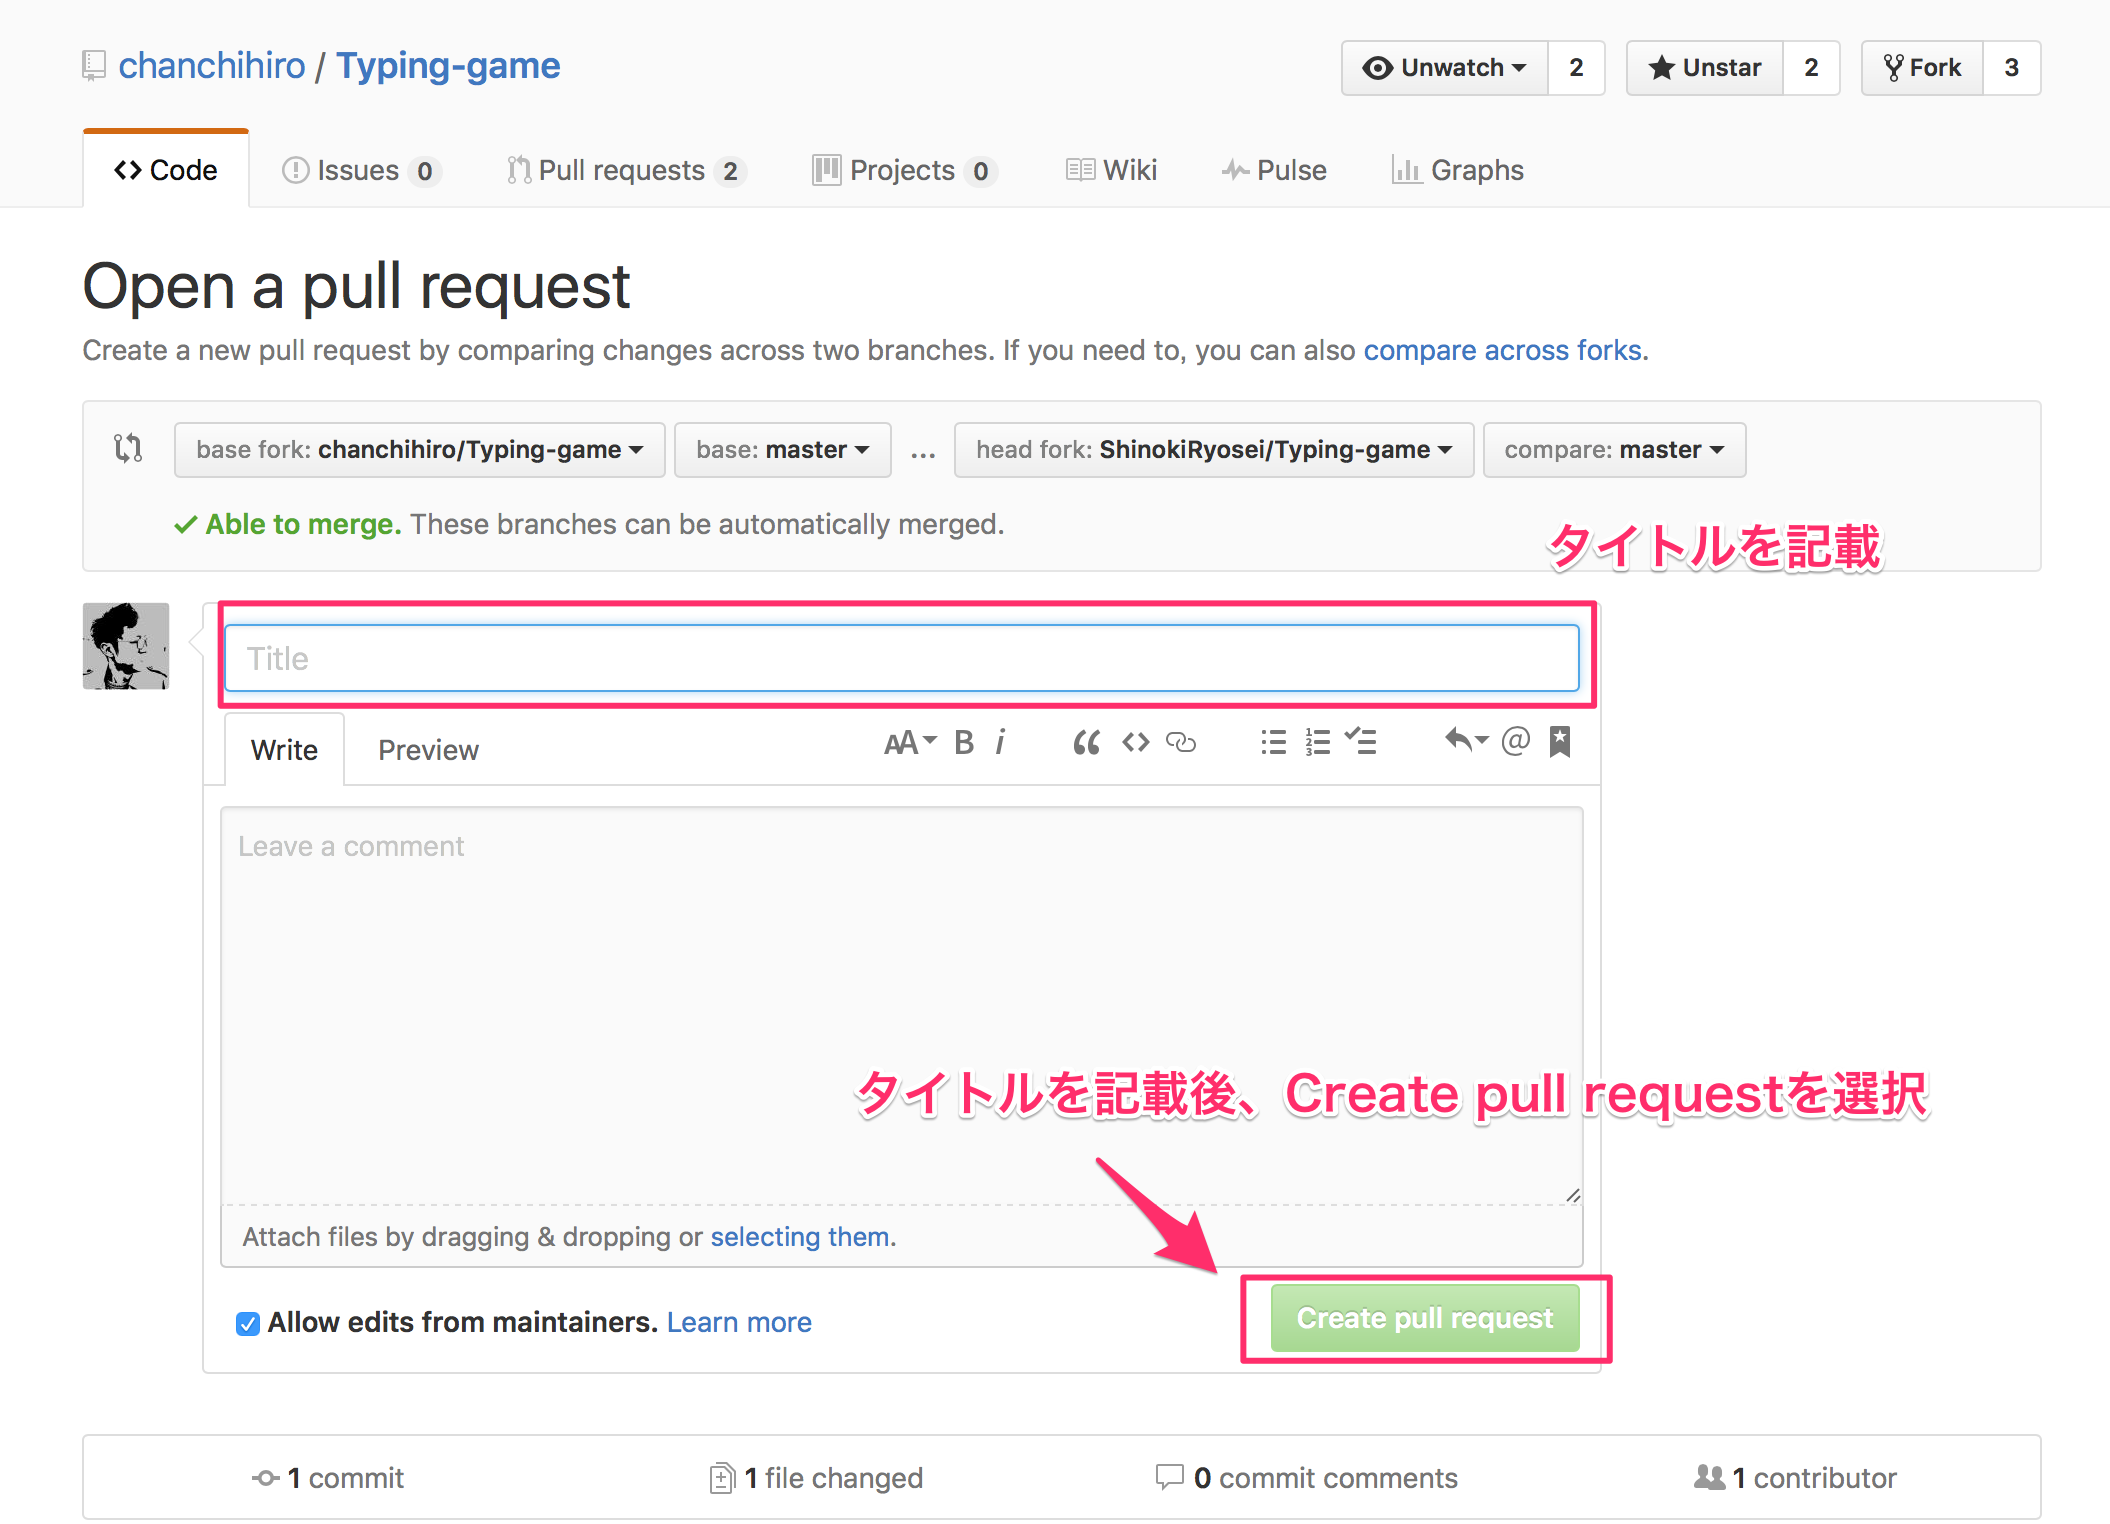 chanchihiro / Typing-game
Unwatch 2
Unstar 2
Fork 3
Code
Issues 0
Pull requests 2
Projects 0
Wiki
Pulse
Graphs
Open a pull request
Create a new pull request by comparing changes across two branches. If you need to, you can also compare across forks.
base fork: chanchihiro/Typing-game
base: master
...
head fork: ShinokiRyosei/Typing-game
compare: master
Able to merge. These branches can be automatically merged.
タイトルを記載
Title
Write
Preview
AA B i
Leave a comment
タイトルを記載後、Create pull requestを選択
Attach files by dragging & dropping or selecting them.
Allow edits from maintainers. Learn more
Create pull request
1 commit
1 file changed
0 commit comments
1 contributor